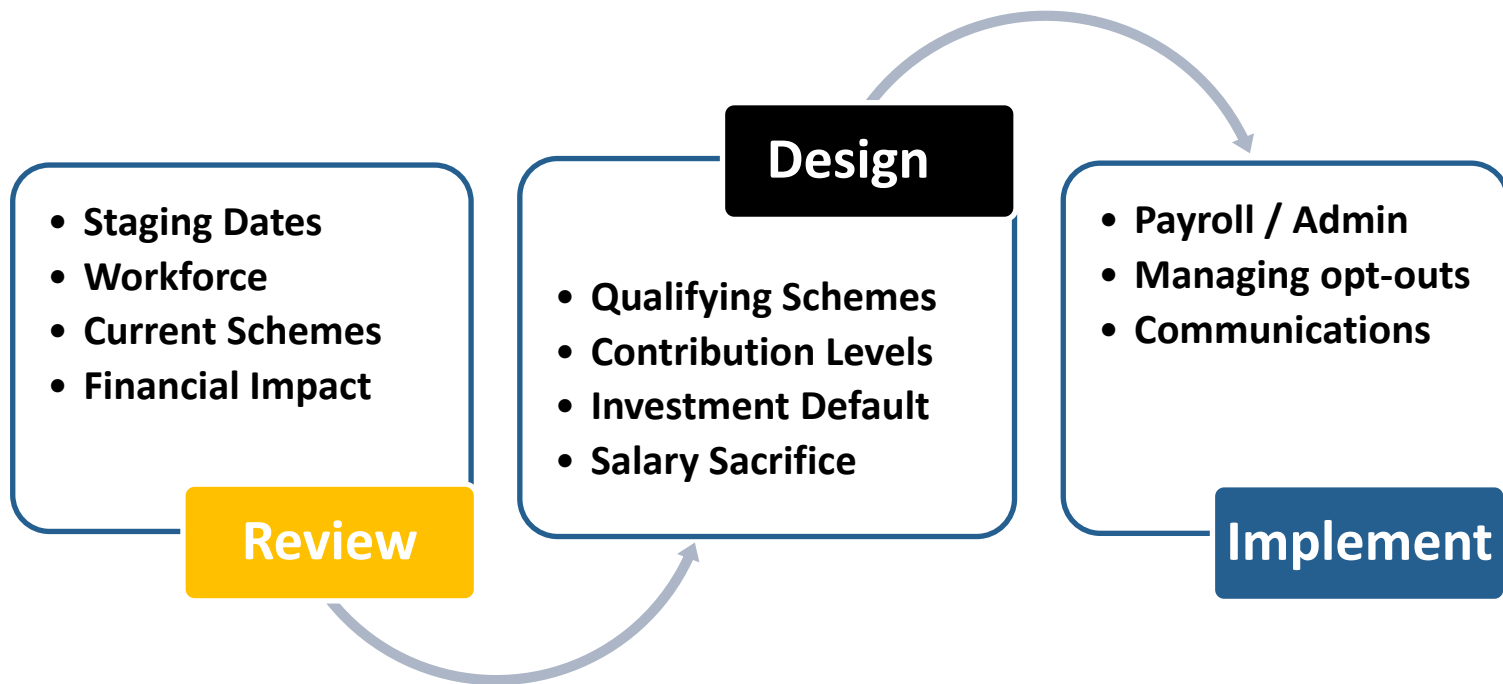 • Staging Dates
• Workforce
• Current Schemes
• Financial Impact
Review
Design
• Qualifying Schemes
• Contribution Levels
• Investment Default
• Salary Sacrifice
• Payroll / Admin
• Managing opt-outs
• Communications
Implement